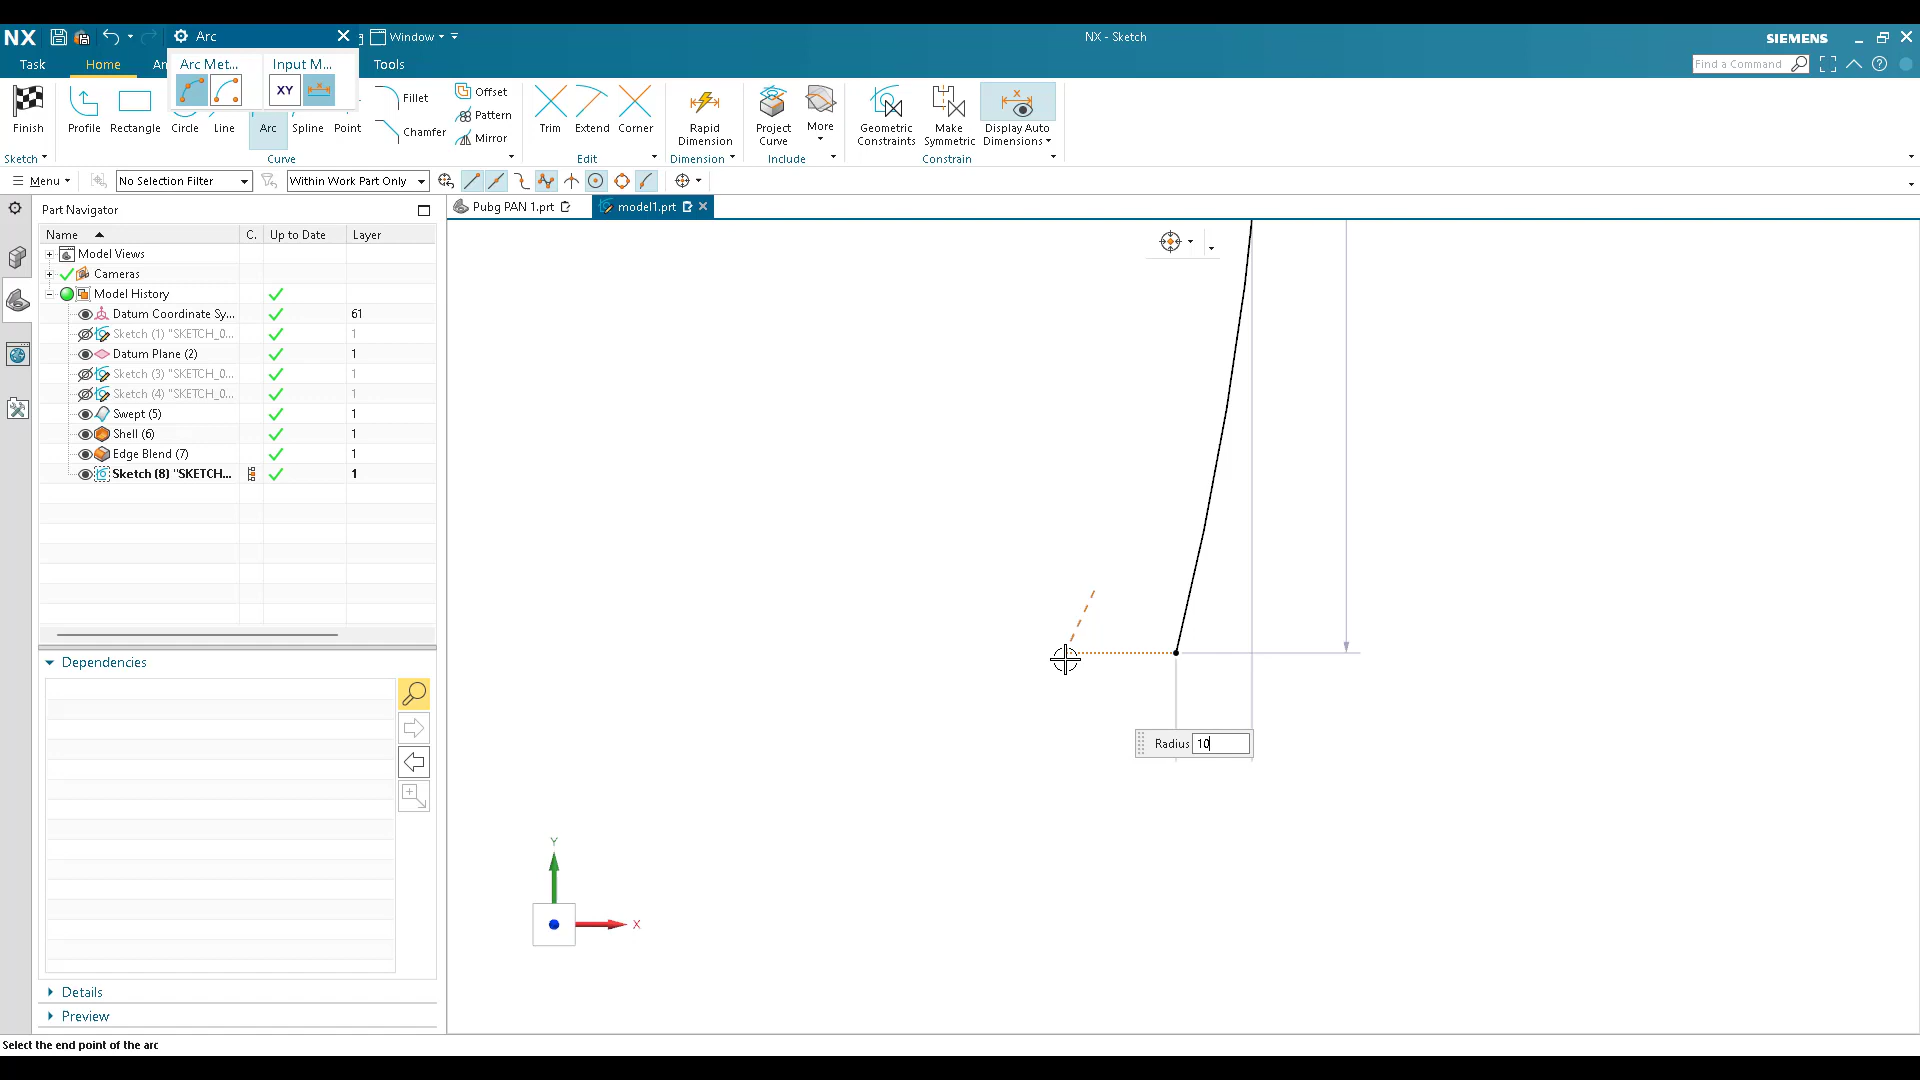 NX
Arc
Window
NX - Sketch
SIEMENS
Task
Home
An
Arc Met...
Input M...
Tools
Find a Command
XY
Finish
Profile
Rectangle
Circle
Line
Arc
Spline
Point
Fillet
Chamfer
Offset
Pattern
Mirror
Trim
Extend
Corner
Rapid
Dimension
Project
Curve
More
Geometric
Constraints
Make
Symmetric
Display Auto
Dimensions
Sketch
Curve
Edit
Dimension
Include
Constrain
Menu
No Selection Filter
Within Work Part Only
Part Navigator
Pubg PAN 1.prt
model1.prt
Name
C.
Up to Date
Layer
Model Views
Cameras
Model History
Datum Coordinate Sy...
61
Sketch (1) "SKETCH_0...
1
Datum Plane (2)
1
Sketch (3) "SKETCH_0...
1
Sketch (4) "SKETCH_0...
1
Swept (5)
1
Shell (6)
1
Edge Blend (7)
1
Sketch (8) "SKETCH...
1
Dependencies
Radius
10
Y
X
Details
Preview
Select the end point of the arc